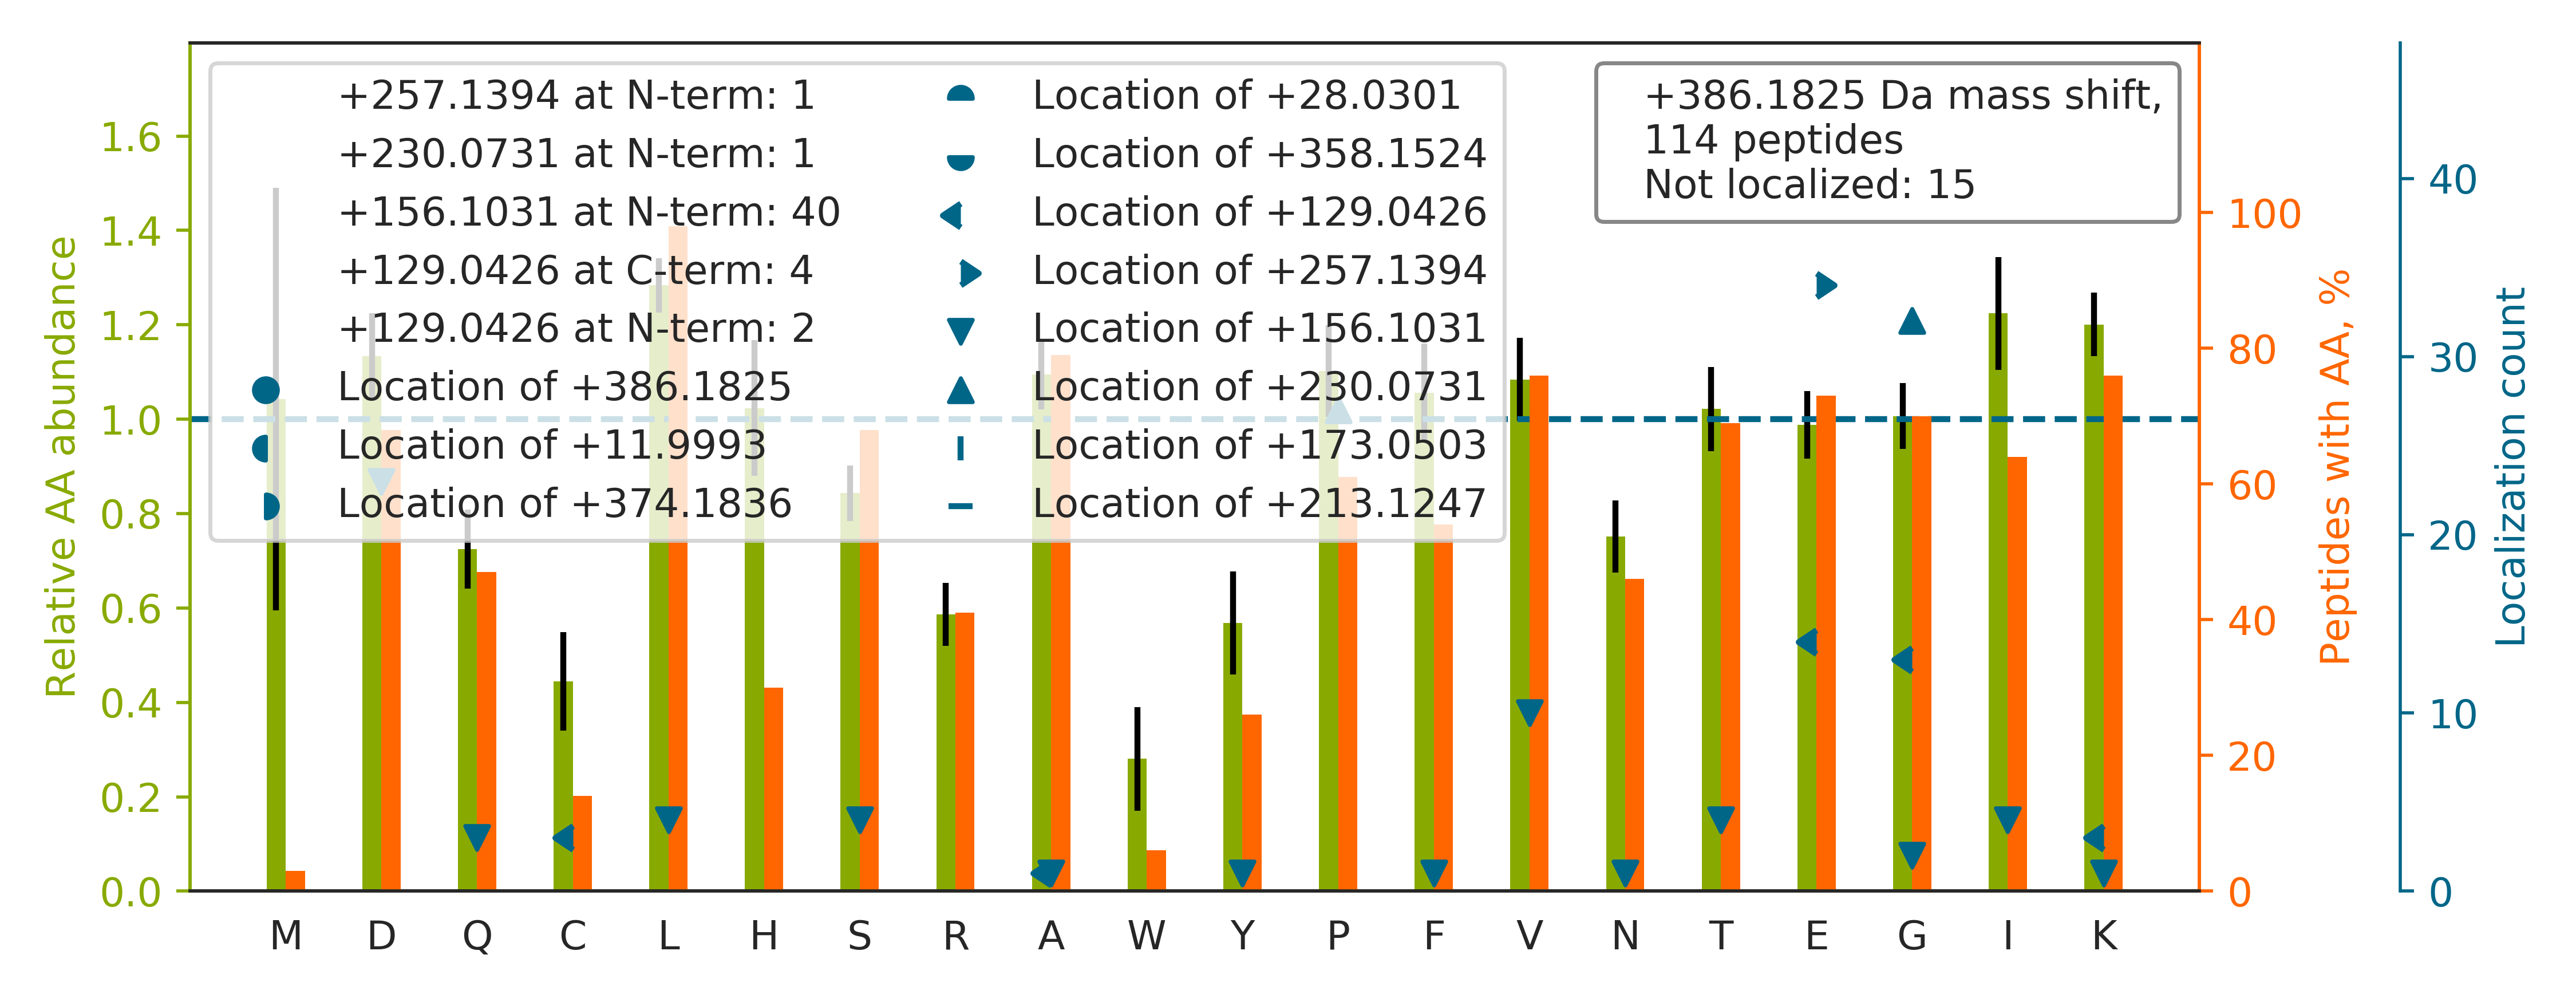 +257.1394 at N-term: 1
+230.0731 at N-term: 1
+156.1031 at N-term: 40
+129.0426 at C-term: 4
+129.0426 at N-term: 2
Location of +386.1825
Location of +11.9993
Location of +374.1836
Location of +28.0301
Location of +358.1524
Location of +129.0426
Location of +257.1394
Location of +156.1031
Location of +230.0731
Location of +173.0503
Location of +213.1247
+386.1825 Da mass shift,
114 peptides
Not localized: 15
Relative AA abundance
1.6
1.4
1.2
1.0
0.8
0.6
0.4
0.2
0.0
M D Q C L H S R A W Y P F V N T E G I K
100
80
60
40
20
0
Peptides with AA, %
40
30
20
10
0
Localization count